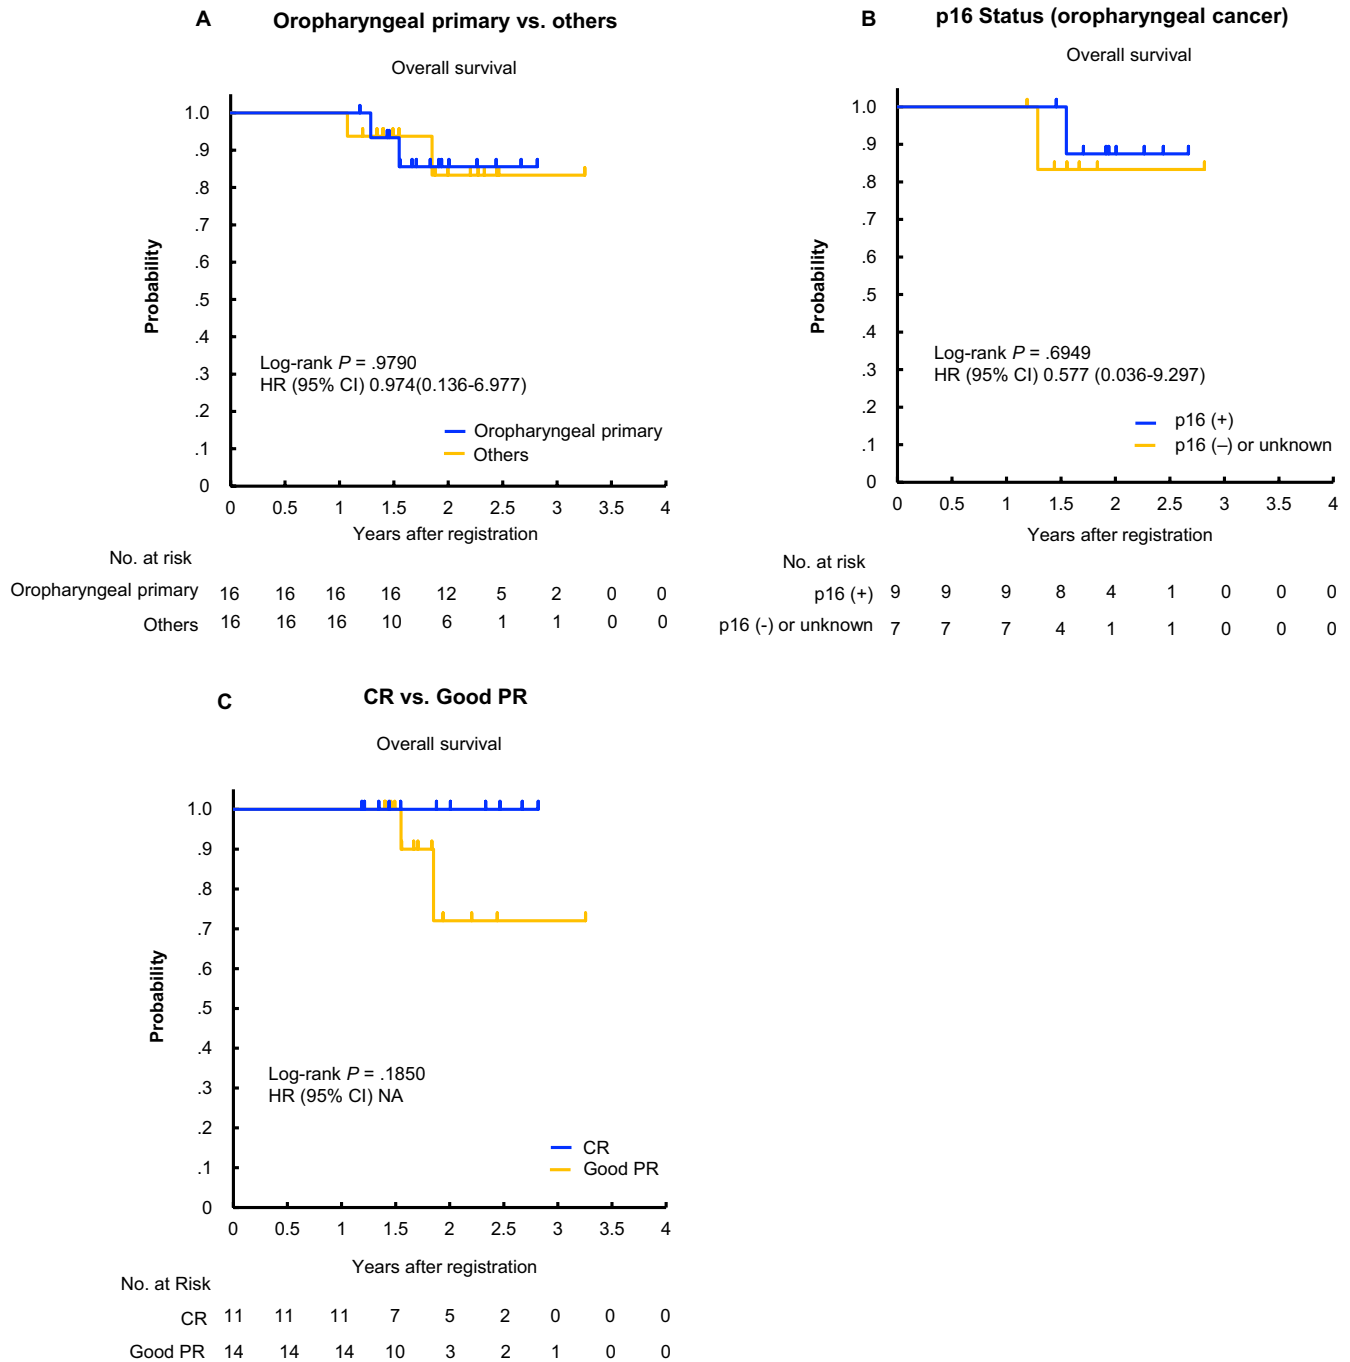 A Oropharyngeal primary vs. others
Overall survival
1.0
.9
.8
.7
.6
.5
.4
.3
.2
.1
0
Probability
Log-rank P = .9790
HR (95% CI) 0.974(0.136-6.977)
Oropharyngeal primary
Others
0 0.5 1 1.5 2 2.5 3 3.5 4
Years after registration
No. at risk
Oropharyngeal primary 16 16 16 16 12 5 2 0 0
Others 16 16 16 10 6 1 1 0 0
B p16 Status (oropharyngeal cancer)
Overall survival
1.0
.9
.8
.7
.6
.5
.4
.3
.2
.1
0
Probability
Log-rank P = .6949
HR (95% CI) 0.577 (0.036-9.297)
p16 (+)
p16 (–) or unknown
0 0.5 1 1.5 2 2.5 3 3.5 4
Years after registration
No. at risk
p16 (+) 9 9 9 8 4 1 0 0 0
p16 (-) or unknown 7 7 7 4 1 1 0 0 0
C CR vs. Good PR
Overall survival
1.0
.9
.8
.7
.6
.5
.4
.3
.2
.1
0
Probability
Log-rank P = .1850
HR (95% CI) NA
CR
Good PR
0 0.5 1 1.5 2 2.5 3 3.5 4
Years after registration
No. at Risk
CR 11 11 11 7 5 2 0 0 0
Good PR 14 14 14 10 3 2 1 0 0